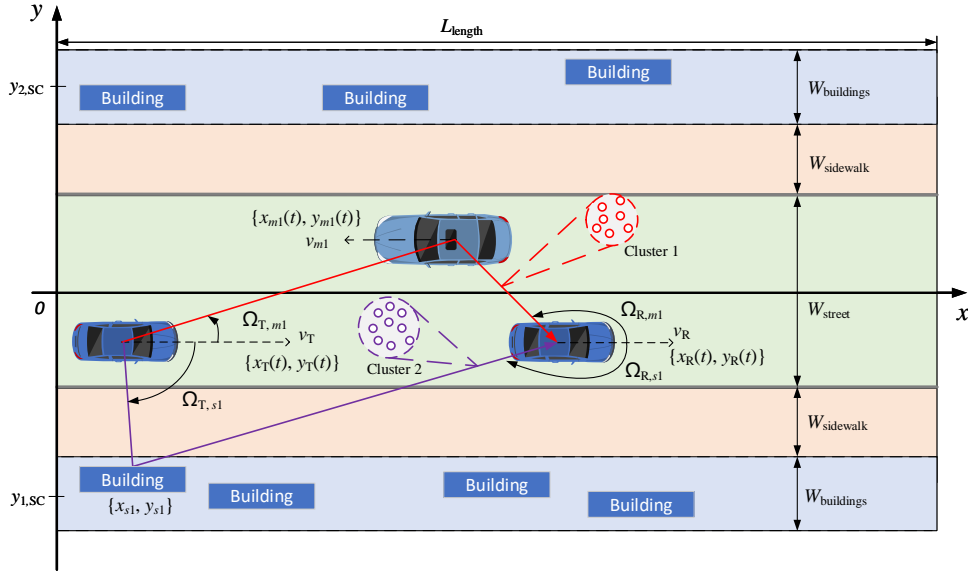 y
L_length
Building
y_2,SC
Building
Building
W_buildings
W_sidewalk
{x_m1(t), y_m1(t)}
v_m1
Cluster 1
0
x
W_street
Ω_T, m1
v_T
{x_T(t), y_T(t)}
Ω_R, m1
v_R
{x_R(t), y_R(t)}
Cluster 2
Ω_R, s1
Ω_T, s1
W_sidewalk
Building
Building
Building
Building
{x_s1, y_s1}
y_1,SC
W_buildings